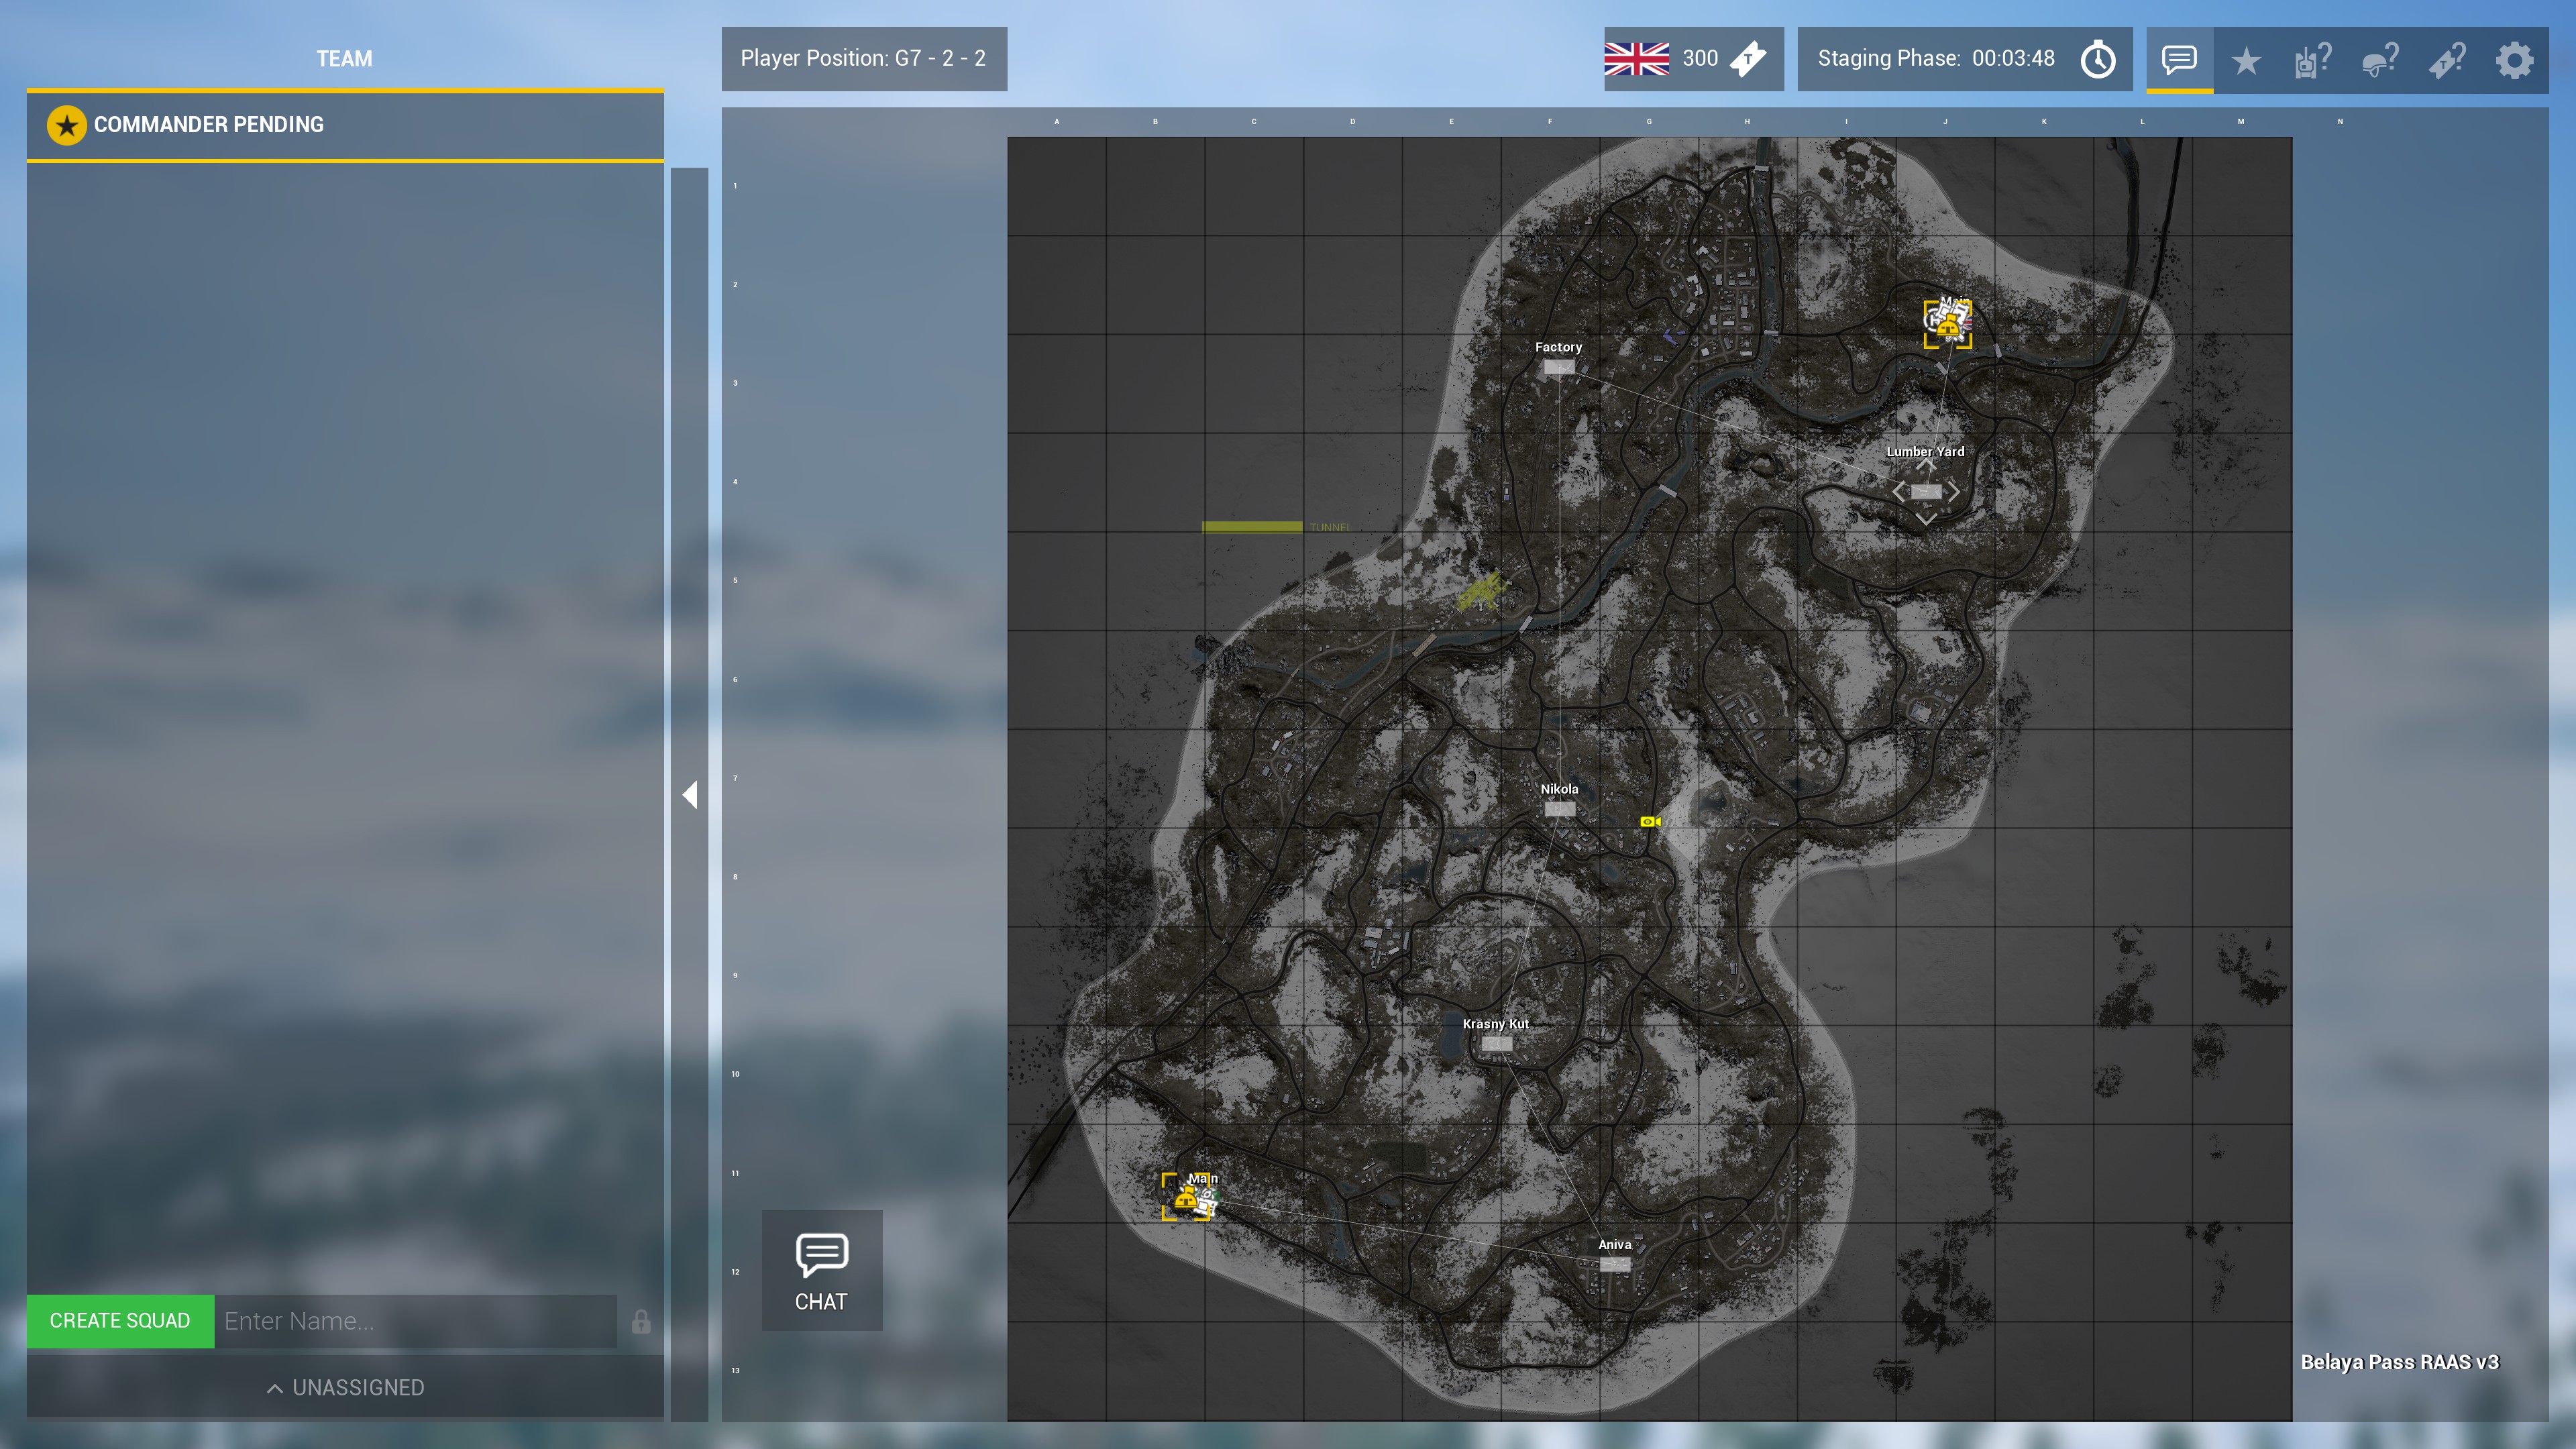 TEAM
Player Position: G7 - 2 - 2
300
T
Staging Phase: 00:03:48
?
?
T?
COMMANDER PENDING
A B C D E F G H I J K L M N
1
2
3
4
5
6
7
8
9
10
11
12
13
Main
Factory
Lumber Yard
TUNNEL
Nikola
Krasny Kut
Main
Aniva
CHAT
CREATE SQUAD
Enter Name...
UNASSIGNED
Belaya Pass RAAS v3